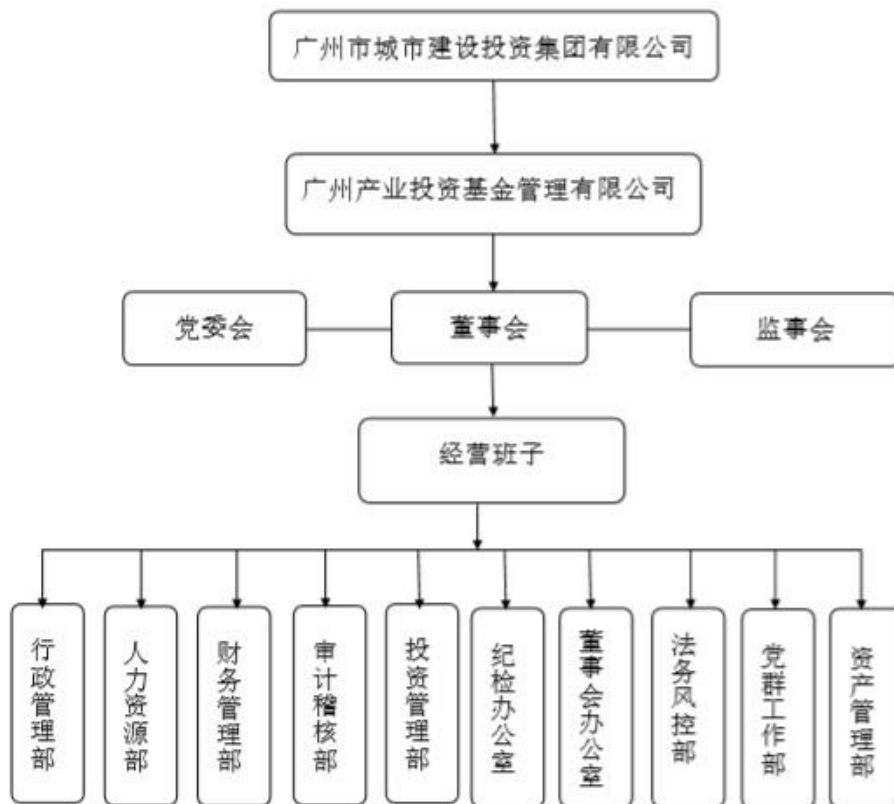 广州市城市建设投资集团有限公司
广州产业投资基金管理有限公司
党委会
董事会
监事会
经营班子
行政管理部
人力资源部
财务管理部
审计稽核部
投资管理部
纪检办公室
董事会办公室
法务风控部
党群工作部
资产管理部